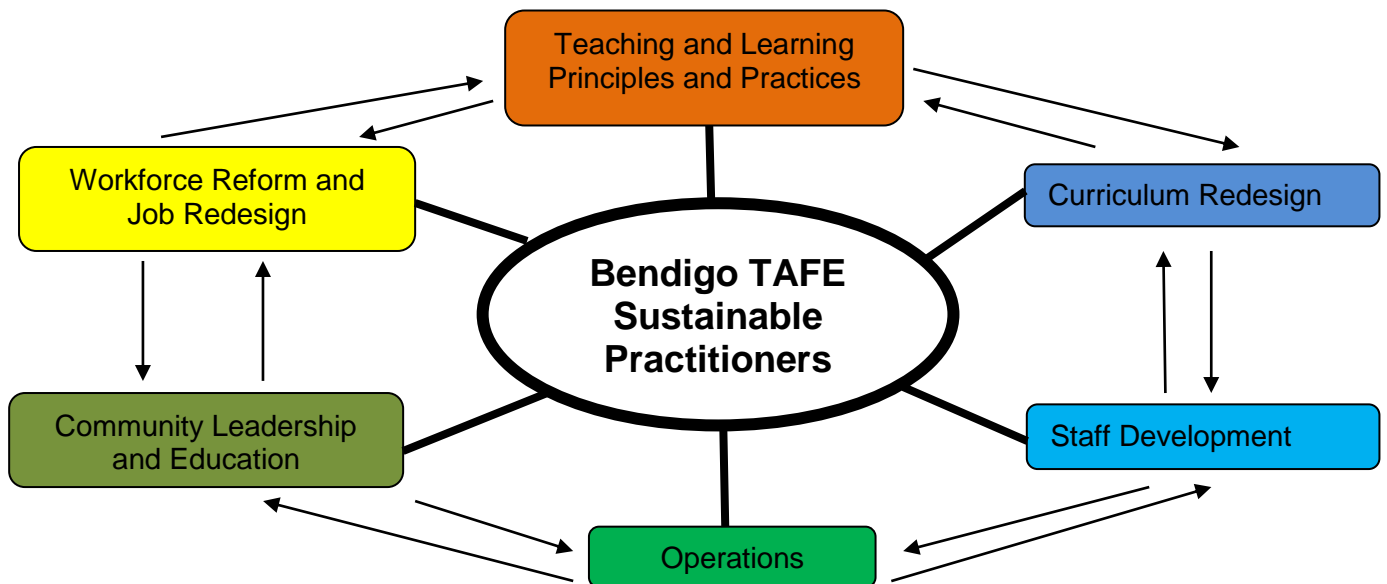 Teaching and Learning
Principles and Practices
Workforce Reform and
Job Redesign
Curriculum Redesign
Bendigo TAFE
Sustainable
Practitioners
Community Leadership
and Education
Staff Development
Operations